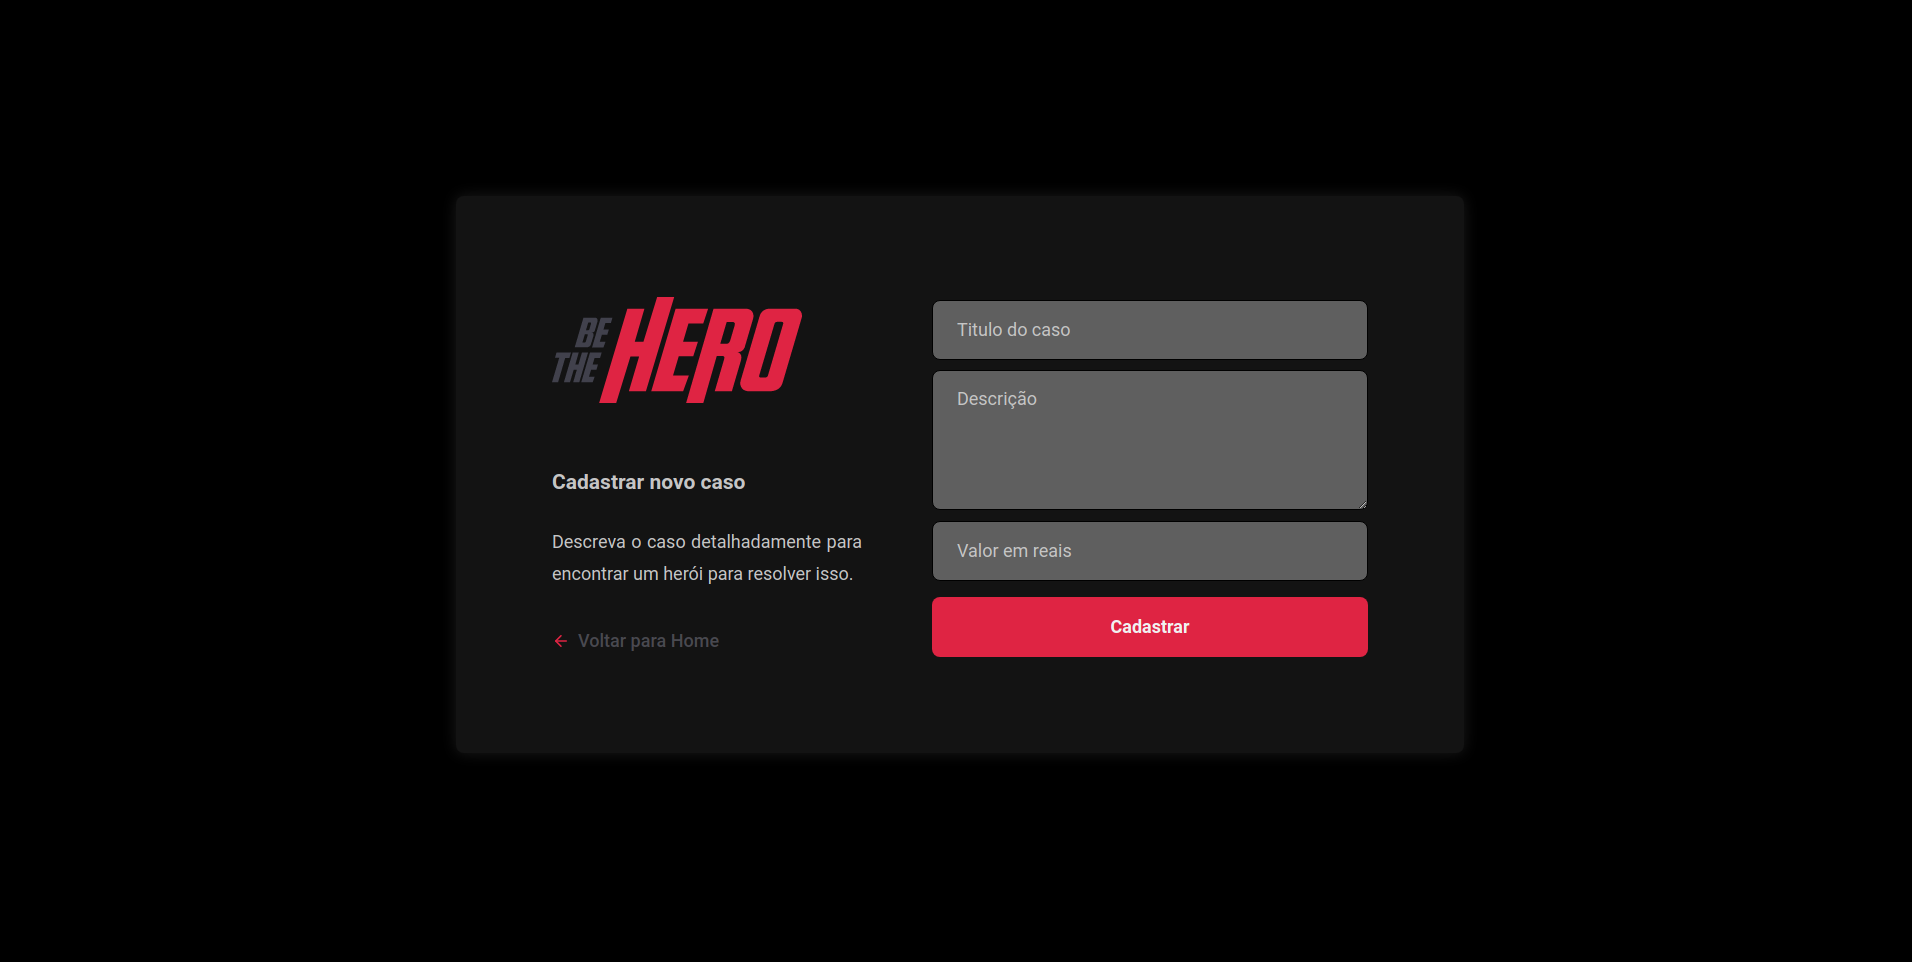 BE
THE
HERO
Cadastrar novo caso
Descreva o caso detalhadamente para
encontrar um herói para resolver isso.
Voltar para Home
Titulo do caso
Descrição
Valor em reais
Cadastrar